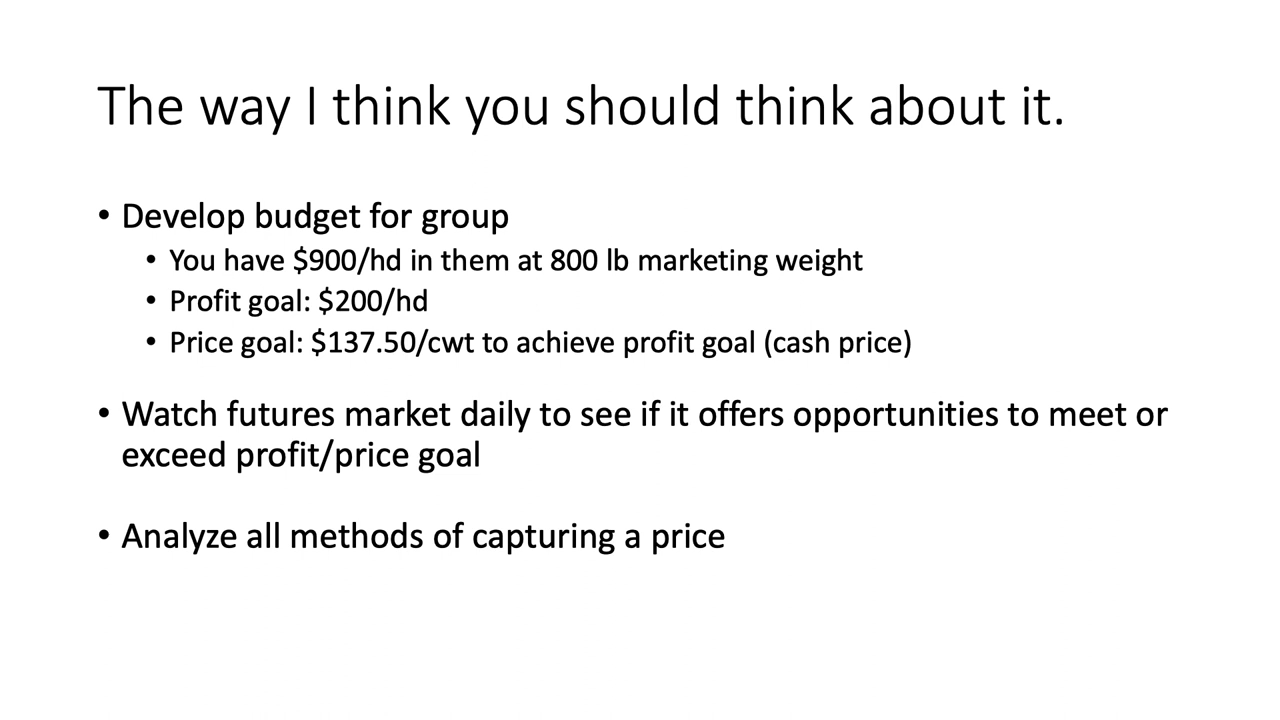 The way I think you should think about it.
• Develop budget for group
• You have $900/hd in them at 800 lb marketing weight
• Profit goal: $200/hd
• Price goal: $137.50/cwt to achieve profit goal (cash price)
• Watch futures market daily to see if it offers opportunities to meet or
exceed profit/price goal
• Analyze all methods of capturing a price